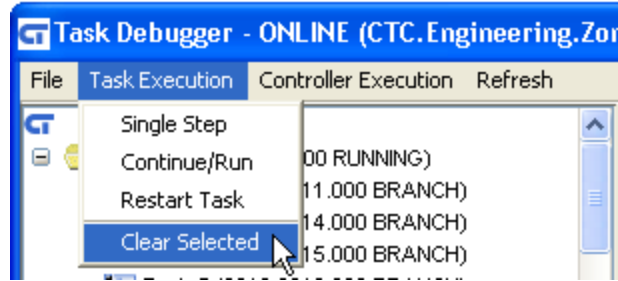 Task Debugger - ONLINE (CTC.Engineering.Zor
File Task Execution Controller Execution Refresh
Single Step
Continue/Run
Restart Task
Clear Selected
00 RUNNING)
11.000 BRANCH)
14.000 BRANCH)
15.000 BRANCH)